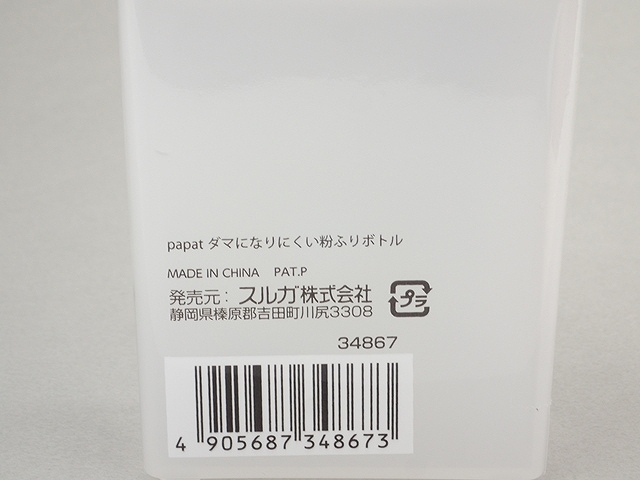 papat ダマになりにくい粉ふりボトル
MADE IN CHINA PAT.P
発売元：スルガ株式会社
静岡県榛原郡吉田町川尻3308
プラ
34867
4 905687 348673